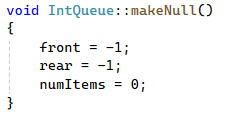 void IntQueue::makeNull()
{
    front = -1;
    rear = -1;
    numItems = 0;
}